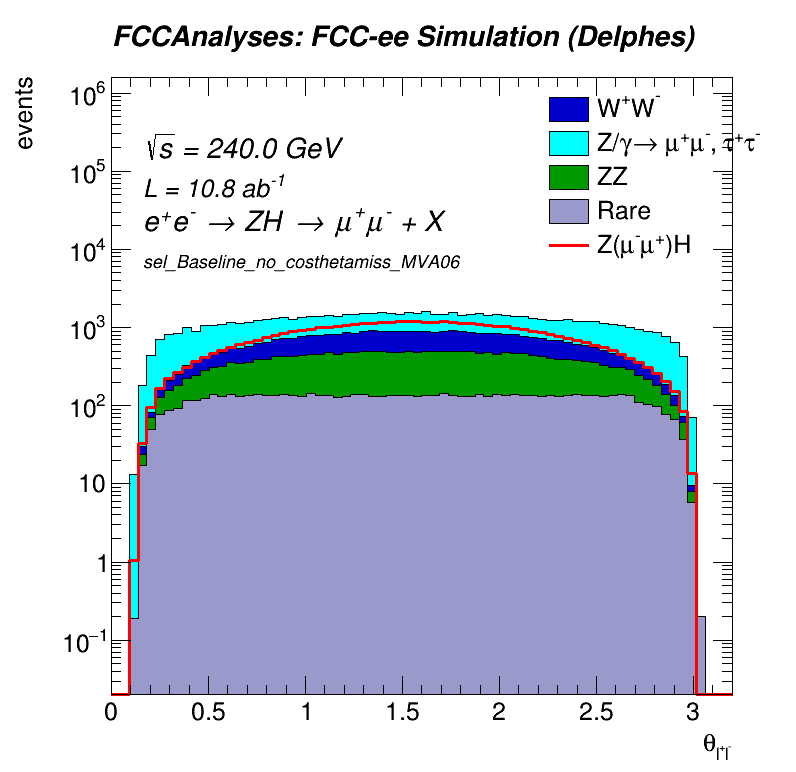 FCCAnalyses: FCC-ee Simulation (Delphes)
events
10⁶
10⁵
10⁴
10³
10²
10
1
10⁻¹
√s = 240.0 GeV
L = 10.8 ab⁻¹
e⁺e⁻ → ZH → μ⁺μ⁻ + X
sel_Baseline_no_costhetamiss_MVA06
W⁺W⁻
Z/γ→ μ⁺μ⁻, τ⁺τ⁻
ZZ
Rare
Z(μ⁻μ⁺)H
0 0.5 1 1.5 2 2.5 3
θ_l⁺l⁻